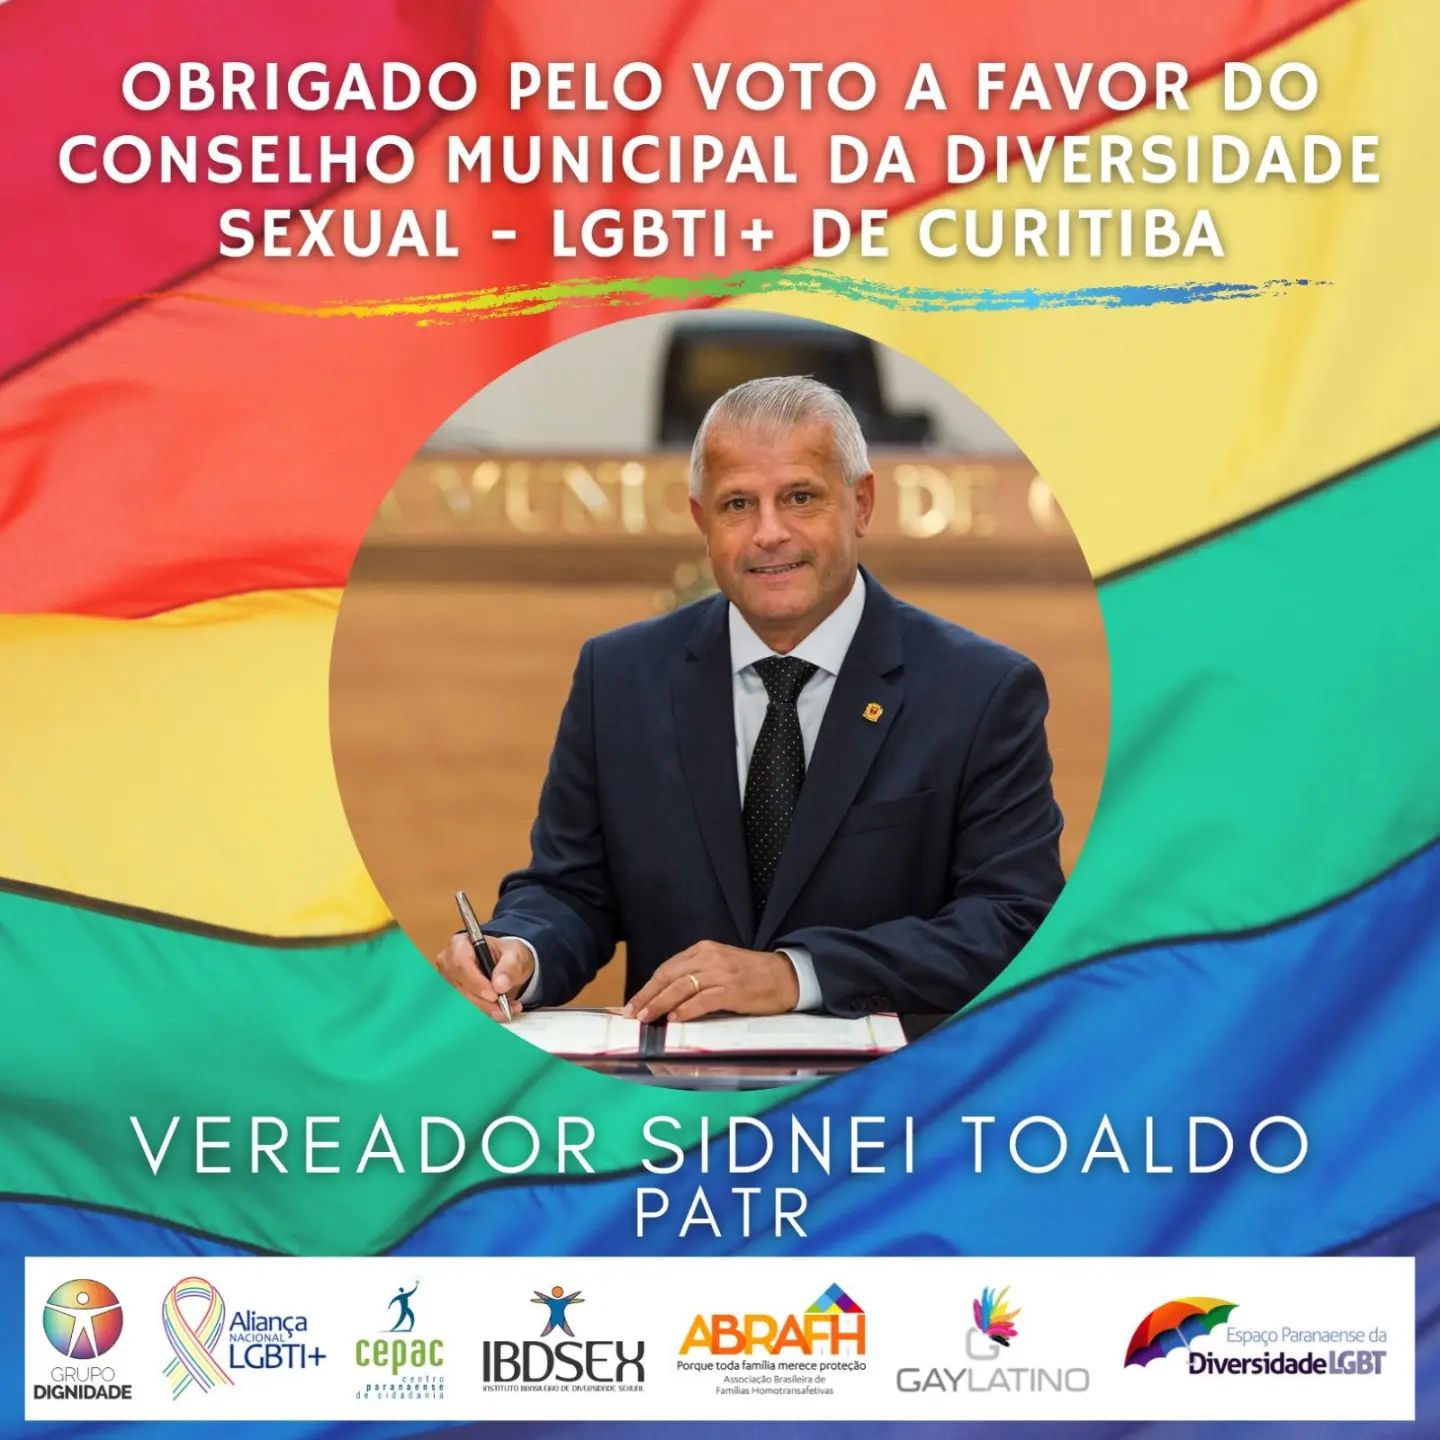 OBRIGADO PELO VOTO A FAVOR DO
CONSELHO MUNICIPAL DA DIVERSIDADE
SEXUAL - LGBTI+ DE CURITIBA
MUNIC DE C
VEREADOR SIDNEI TOALDO
PATR
GRUPO
DIGNIDADE
Aliança
NACIONAL
LGBTI+
cepac
centro
paranaense
de cidadania
IBDSEX
INSTITUTO BRASILEIRO DE DIVERSIDADE SEXUAL
ABRAFH
Porque toda família merece proteção
Associação Brasileira de
Famílias Homotransafetivas
G
GAYLATINO
Espaço Paranaense da
DiversidadeLGBT